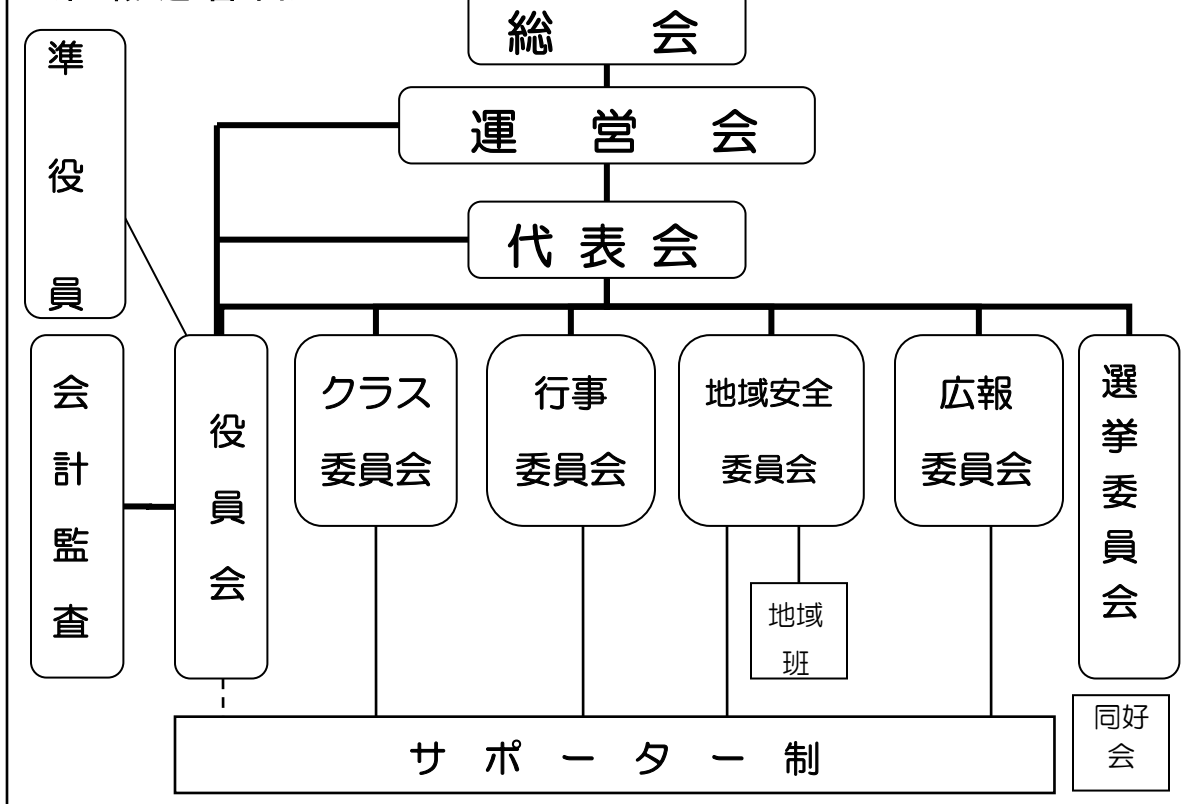 総会
運営会
代表会
準役員
会計監査
役員会
クラス
委員会
行事
委員会
地域安全
委員会
広報
委員会
選挙委員会
地域
班
サポーター制
同好
会